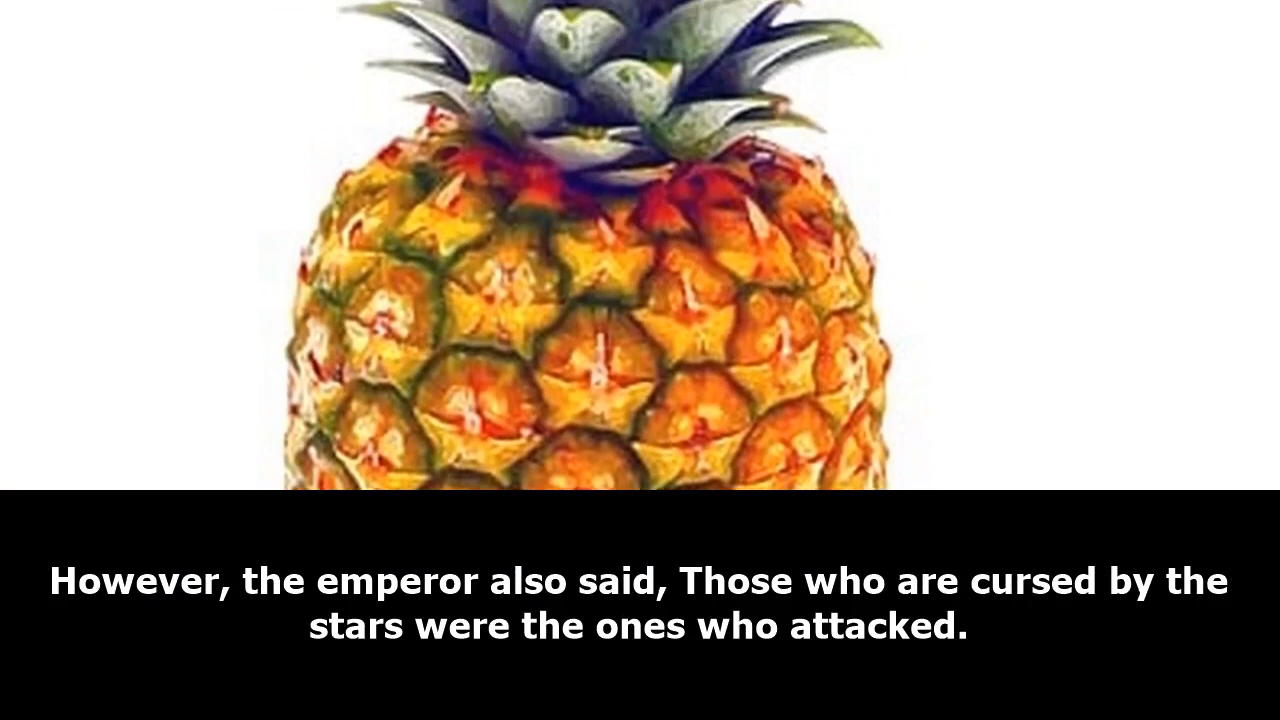 However, the emperor also said, Those who are cursed by the
stars were the ones who attacked.